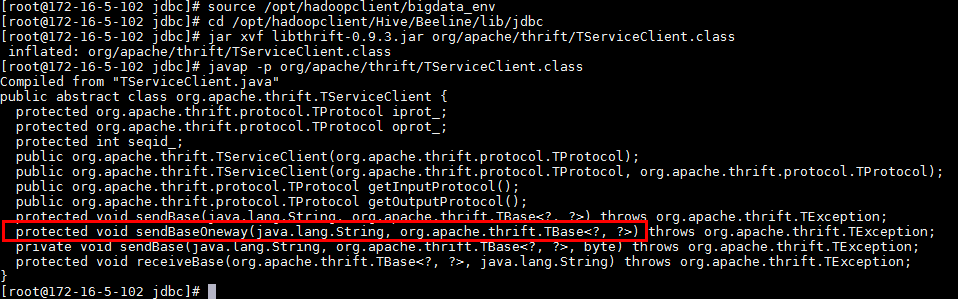 [root@172-16-5-102 jdbc]# source /opt/hadoopclient/bigdata_env
[root@172-16-5-102 jdbc]# cd /opt/hadoopclient/Hive/Beeline/lib/jdbc
[root@172-16-5-102 jdbc]# jar xvf libthrift-0.9.3.jar org/apache/thrift/TServiceClient.class
 inflated: org/apache/thrift/TServiceClient.class
[root@172-16-5-102 jdbc]# javap -p org/apache/thrift/TServiceClient.class
Compiled from "TServiceClient.java"
public abstract class org.apache.thrift.TServiceClient {
  protected org.apache.thrift.protocol.TProtocol iprot_;
  protected org.apache.thrift.protocol.TProtocol oprot_;
  protected int seqid_;
  public org.apache.thrift.TServiceClient(org.apache.thrift.protocol.TProtocol);
  public org.apache.thrift.TServiceClient(org.apache.thrift.protocol.TProtocol, org.apache.thrift.protocol.TProtocol);
  public org.apache.thrift.protocol.TProtocol getInputProtocol();
  public org.apache.thrift.protocol.TProtocol getOutputProtocol();
  protected void sendBase(java.lang.String, org.apache.thrift.TBase<?, ?>) throws org.apache.thrift.TException;
  protected void sendBaseOneway(java.lang.String, org.apache.thrift.TBase<?, ?>) throws org.apache.thrift.TException;
  private void sendBase(java.lang.String, org.apache.thrift.TBase<?, ?>, byte) throws org.apache.thrift.TException;
  protected void receiveBase(org.apache.thrift.TBase<?, ?>, java.lang.String) throws org.apache.thrift.TException;
}
[root@172-16-5-102 jdbc]#